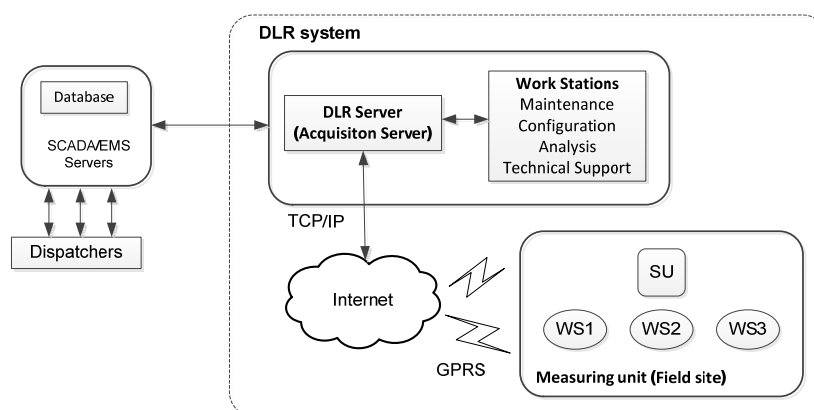 DLR system
Database
SCADA/EMS
Servers
Dispatchers
DLR Server
(Acquisiton Server)
Work Stations
Maintenance
Configuration
Analysis
Technical Support
TCP/IP
Internet
GPRS
SU
WS1
WS2
WS3
Measuring unit (Field site)